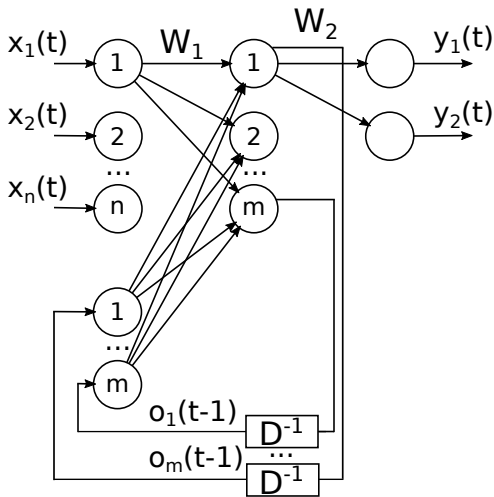 x₁(t) 1 W₁ 1 W₂ y₁(t)
x₂(t) 2 2 y₂(t)
... ...
xₙ(t) n m
1
...
m
o₁(t-1) D⁻¹
...
oₘ(t-1) D⁻¹